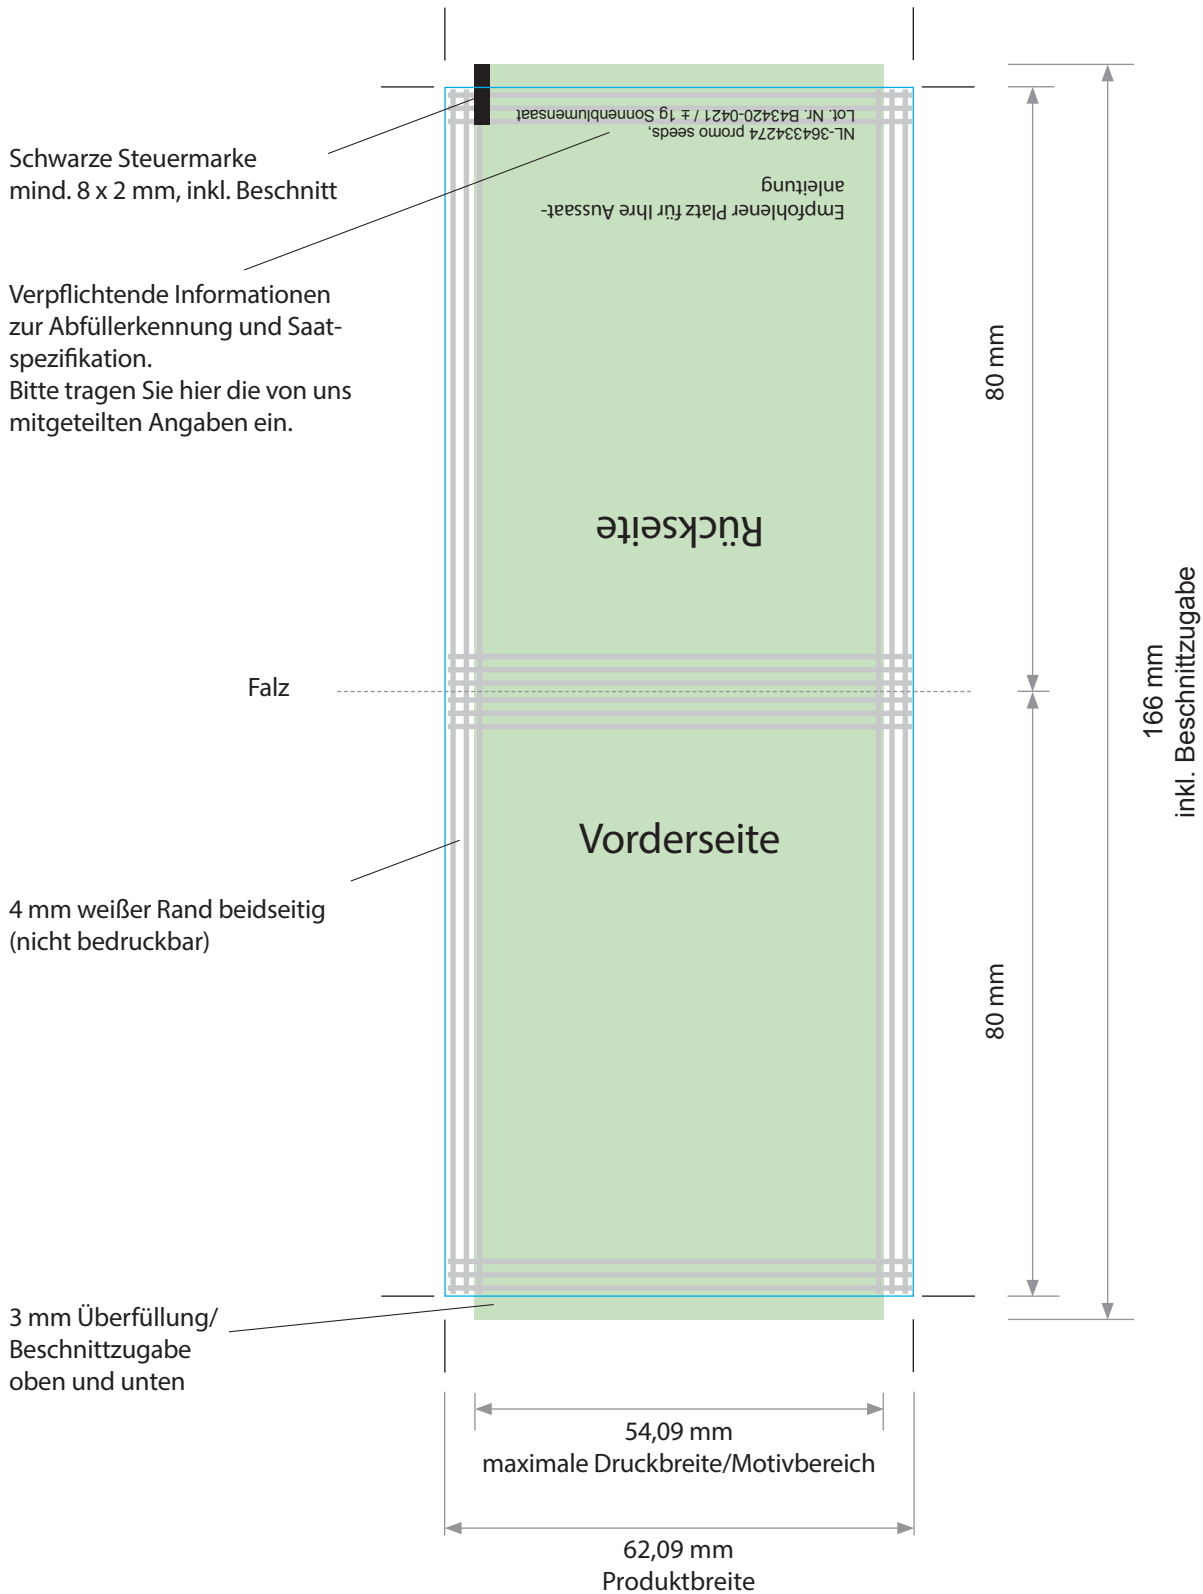 Schwarze Steuermarke
mind. 8 x 2 mm, inkl. Beschnitt
Verpflichtende Informationen
zur Abfüllerkennung und Saat-
spezifikation.
Bitte tragen Sie hier die von uns
mitgeteilten Angaben ein.
NL-364334274 promo seeds,
Lot. Nr. B43420-0421 / ± 1g Sonnenblumensaat
Empfohlener Platz für Ihre Aussaat-
anleitung
Rückseite
80 mm
166 mm
inkl. Beschnittzugabe
Falz
Vorderseite
4 mm weißer Rand beidseitig
(nicht bedruckbar)
80 mm
3 mm Überfüllung/
Beschnittzugabe
oben und unten
54,09 mm
maximale Druckbreite/Motivbereich
62,09 mm
Produktbreite